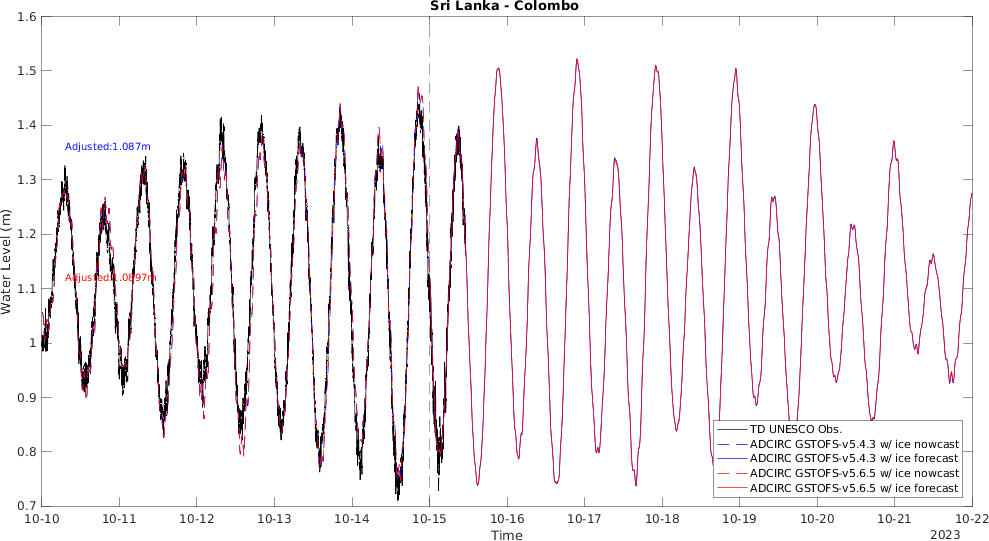 Sri Lanka - Colombo
1.6
1.5
1.4
1.3
1.2
1.1
1
0.9
0.8
0.7
Water Level (m)
Adjusted:1.087m
Adjusted:1.0897m
TD UNESCO Obs.
ADCIRC GSTOFS-v5.4.3 w/ ice nowcast
ADCIRC GSTOFS-v5.4.3 w/ ice forecast
ADCIRC GSTOFS-v5.6.5 w/ ice nowcast
ADCIRC GSTOFS-v5.6.5 w/ ice forecast
10-10 10-11 10-12 10-13 10-14 10-15 10-16 10-17 10-18 10-19 10-20 10-21 10-22
Time
2023